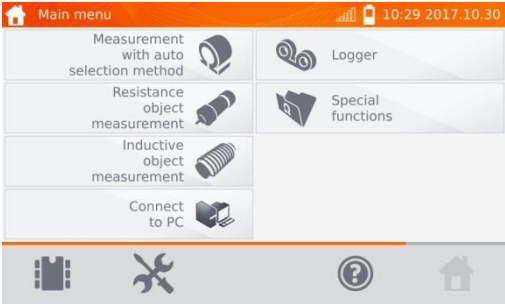 Main menu
10:29 2017.10.30
Measurement
with auto
selection method
Logger
Resistance
object
measurement
Special
functions
Inductive
object
measurement
Connect
to PC